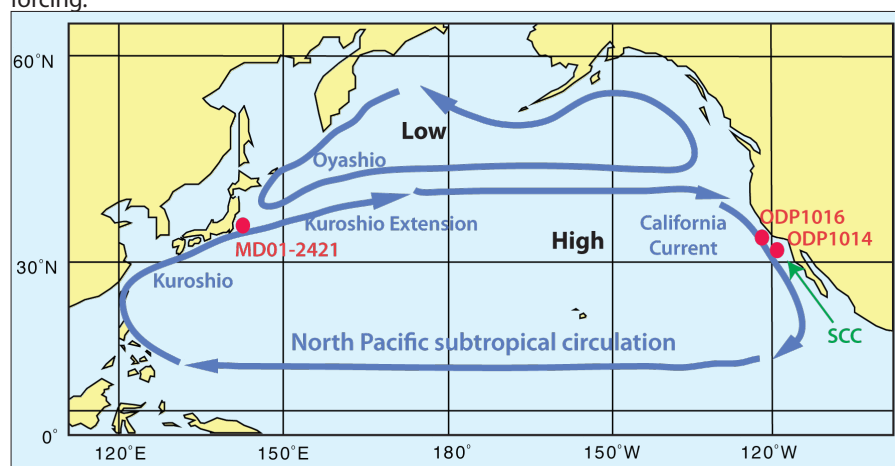 forcing.
60°N
Low
Oyashio
Kuroshio Extension
California
Current
ODP1016
ODP1014
MD01-2421
High
30°N
Kuroshio
SCC
North Pacific subtropical circulation
0°
120°E
150°E
180°
150°W
120°W